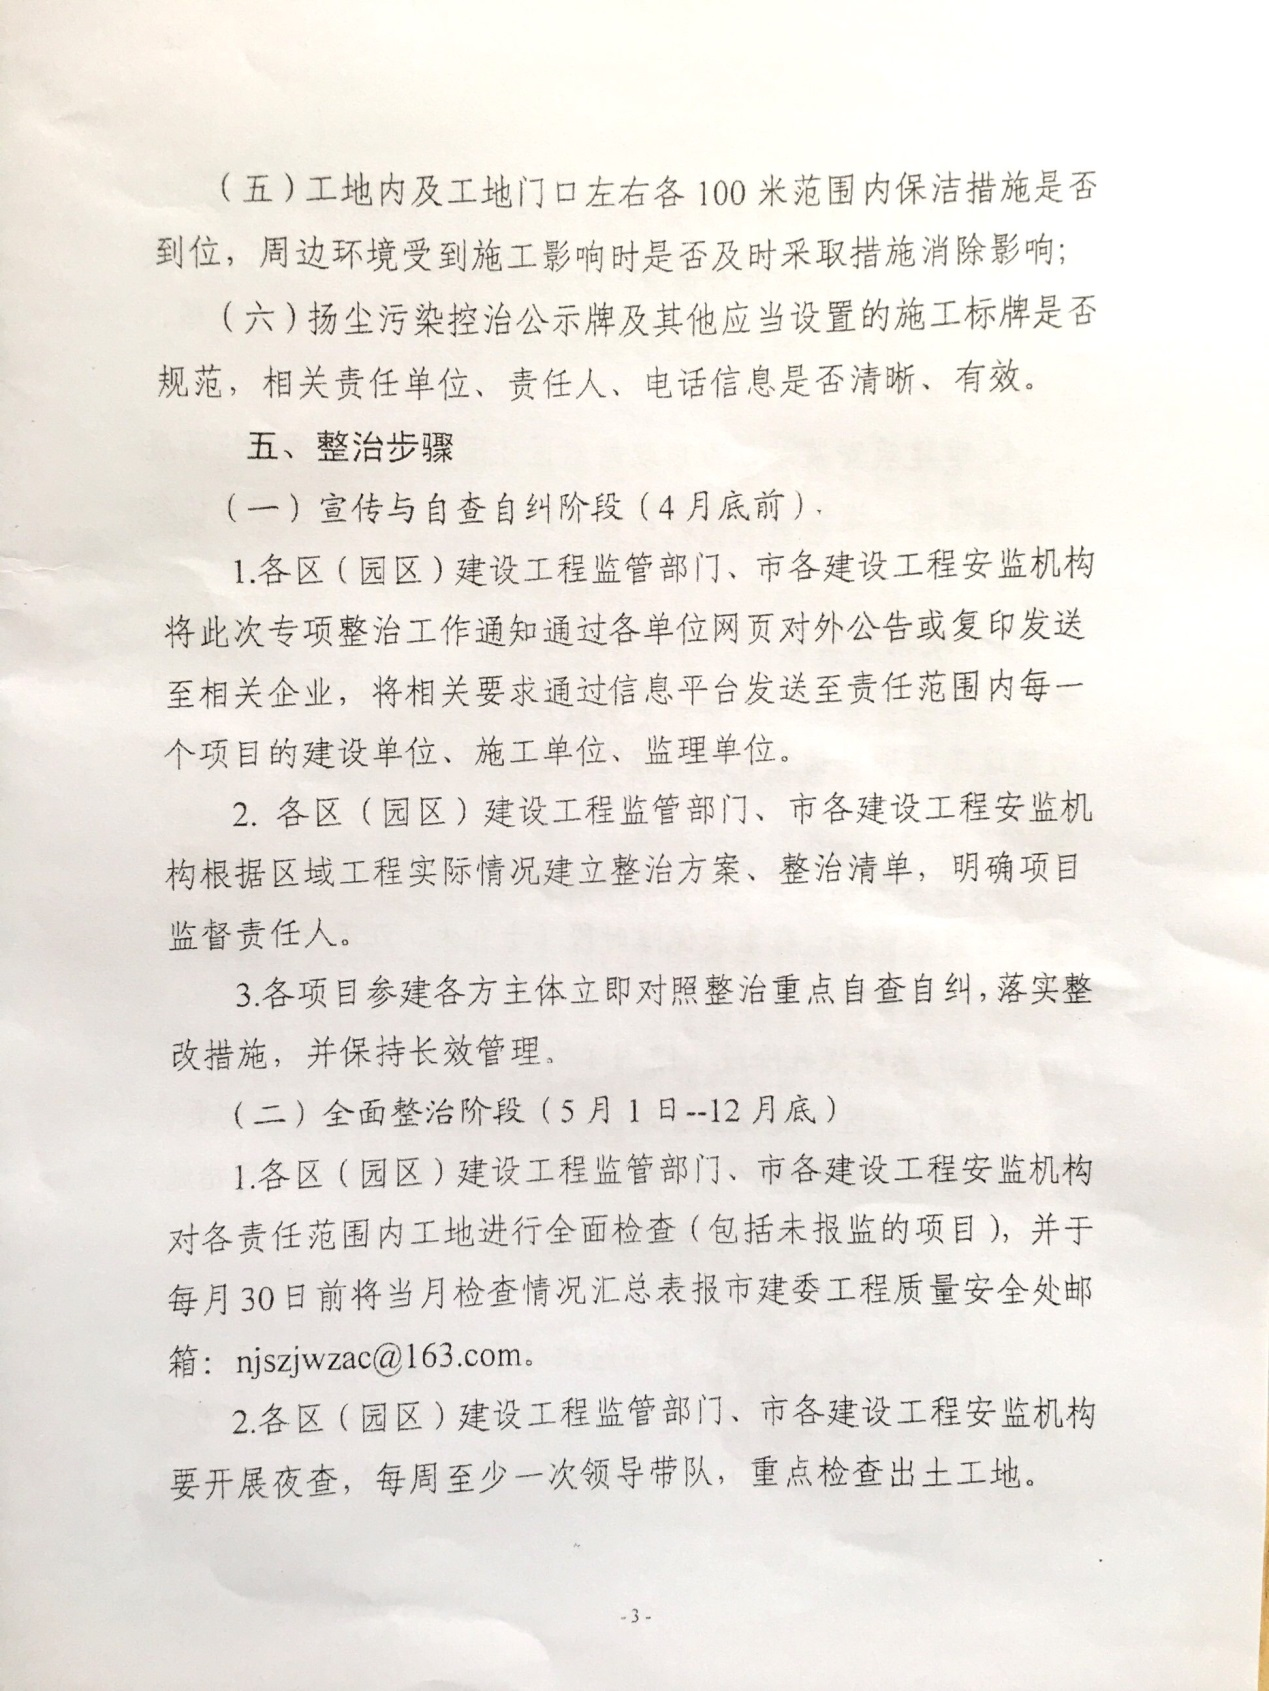 （五）工地内及工地门口左右各 100 米范围内保洁措施是否
到位，周边环境受到施工影响时是否及时采取措施消除影响；
（六）扬尘污染控治公示牌及其他应当设置的施工标牌是否
规范，相关责任单位、责任人、电话信息是否清晰、有效。
五、整治步骤
（一）宣传与自查自纠阶段（4 月底前）.
1.各区（园区）建设工程监管部门、市各建设工程安监机构
将此次专项整治工作通知通过各单位网页对外公告或复印发送
至相关企业，将相关要求通过信息平台发送至责任范围内每一
个项目的建设单位、施工单位、监理单位。
2. 各区（园区）建设工程监管部门、市各建设工程安监机
构根据区域工程实际情况建立整治方案、整治清单，明确项目
监督责任人。
3.各项目参建各方主体立即对照整治重点自查自纠，落实整
改措施，并保持长效管理。
（二）全面整治阶段（5 月 1 日--12 月底）
1.各区（园区）建设工程监管部门、市各建设工程安监机构
对各责任范围内工地进行全面检查（包括未报监的项目），并于
每月 30 日前将当月检查情况汇总表报市建委工程质量安全处邮
箱：njszjwzac@163.com。
2.各区（园区）建设工程监管部门、市各建设工程安监机构
要开展夜查，每周至少一次领导带队，重点检查出土工地。
- 3 -